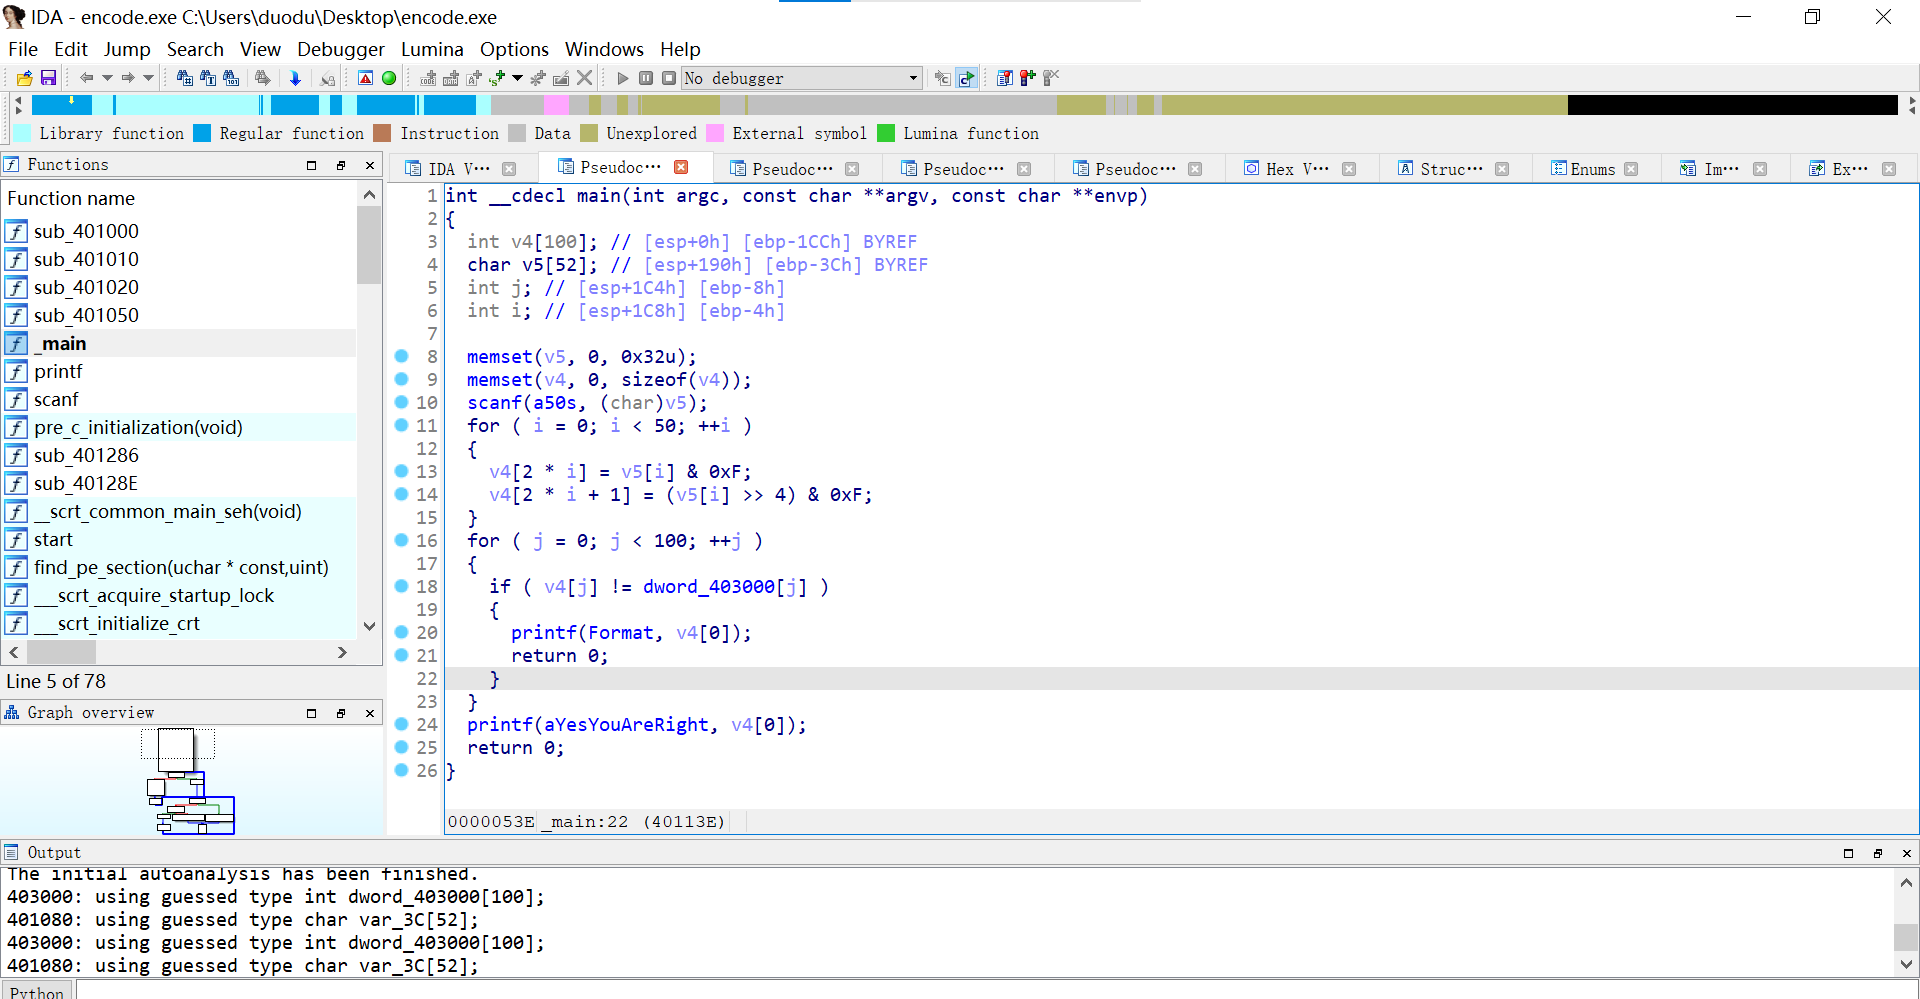 IDA - encode.exe C:\Users\duodu\Desktop\encode.exe
File Edit Jump Search View Debugger Lumina Options Windows Help
No debugger
Library function Regular function Instruction Data Unexplored External symbol Lumina function
Functions
IDA V··· Pseudoc··· Pseudoc··· Pseudoc··· Pseudoc··· Hex V··· Struc··· Enums Im··· Ex···
Function name
sub_401000
sub_401010
sub_401020
sub_401050
_main
printf
scanf
pre_c_initialization(void)
sub_401286
sub_40128E
__scrt_common_main_seh(void)
start
find_pe_section(uchar * const,uint)
___scrt_acquire_startup_lock
___scrt_initialize_crt
Line 5 of 78
Graph overview
1 int __cdecl main(int argc, const char **argv, const char **envp)
2 {
3 int v4[100]; // [esp+0h] [ebp-1CCh] BYREF
4 char v5[52]; // [esp+190h] [ebp-3Ch] BYREF
5 int j; // [esp+1C4h] [ebp-8h]
6 int i; // [esp+1C8h] [ebp-4h]
7
8 memset(v5, 0, 0x32u);
9 memset(v4, 0, sizeof(v4));
10 scanf(a50s, (char)v5);
11 for ( i = 0; i < 50; ++i )
12 {
13 v4[2 * i] = v5[i] & 0xF;
14 v4[2 * i + 1] = (v5[i] >> 4) & 0xF;
15 }
16 for ( j = 0; j < 100; ++j )
17 {
18 if ( v4[j] != dword_403000[j] )
19 {
20 printf(Format, v4[0]);
21 return 0;
22 }
23 }
24 printf(aYesYouAreRight, v4[0]);
25 return 0;
26 }
0000053E _main:22 (40113E)
Output
The initial autoanalysis has been finished.
403000: using guessed type int dword_403000[100];
401080: using guessed type char var_3C[52];
403000: using guessed type int dword_403000[100];
401080: using guessed type char var_3C[52];
Python